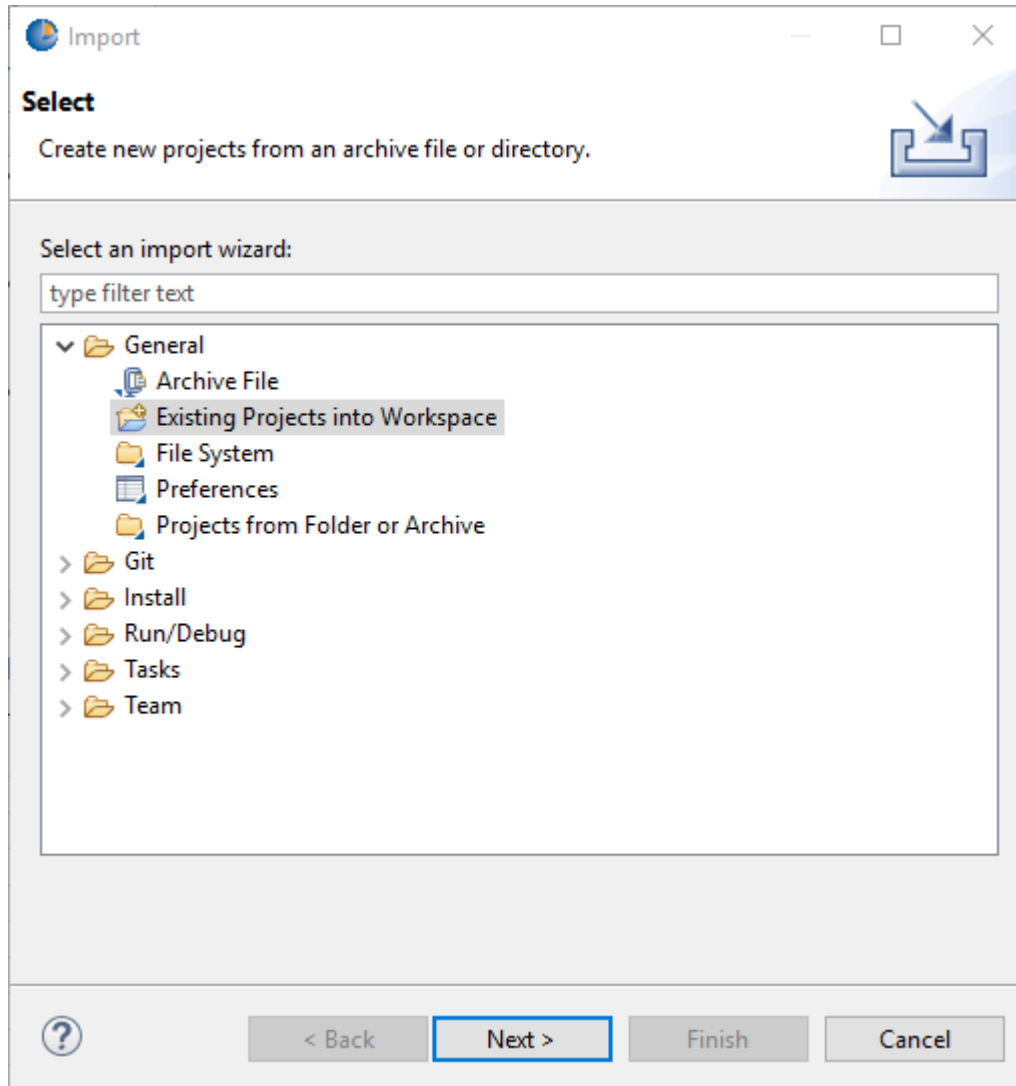 Import
Select
Create new projects from an archive file or directory.
Select an import wizard:
type filter text
General
Archive File
Existing Projects into Workspace
File System
Preferences
Projects from Folder or Archive
Git
Install
Run/Debug
Tasks
Team
? < Back Next > Finish Cancel